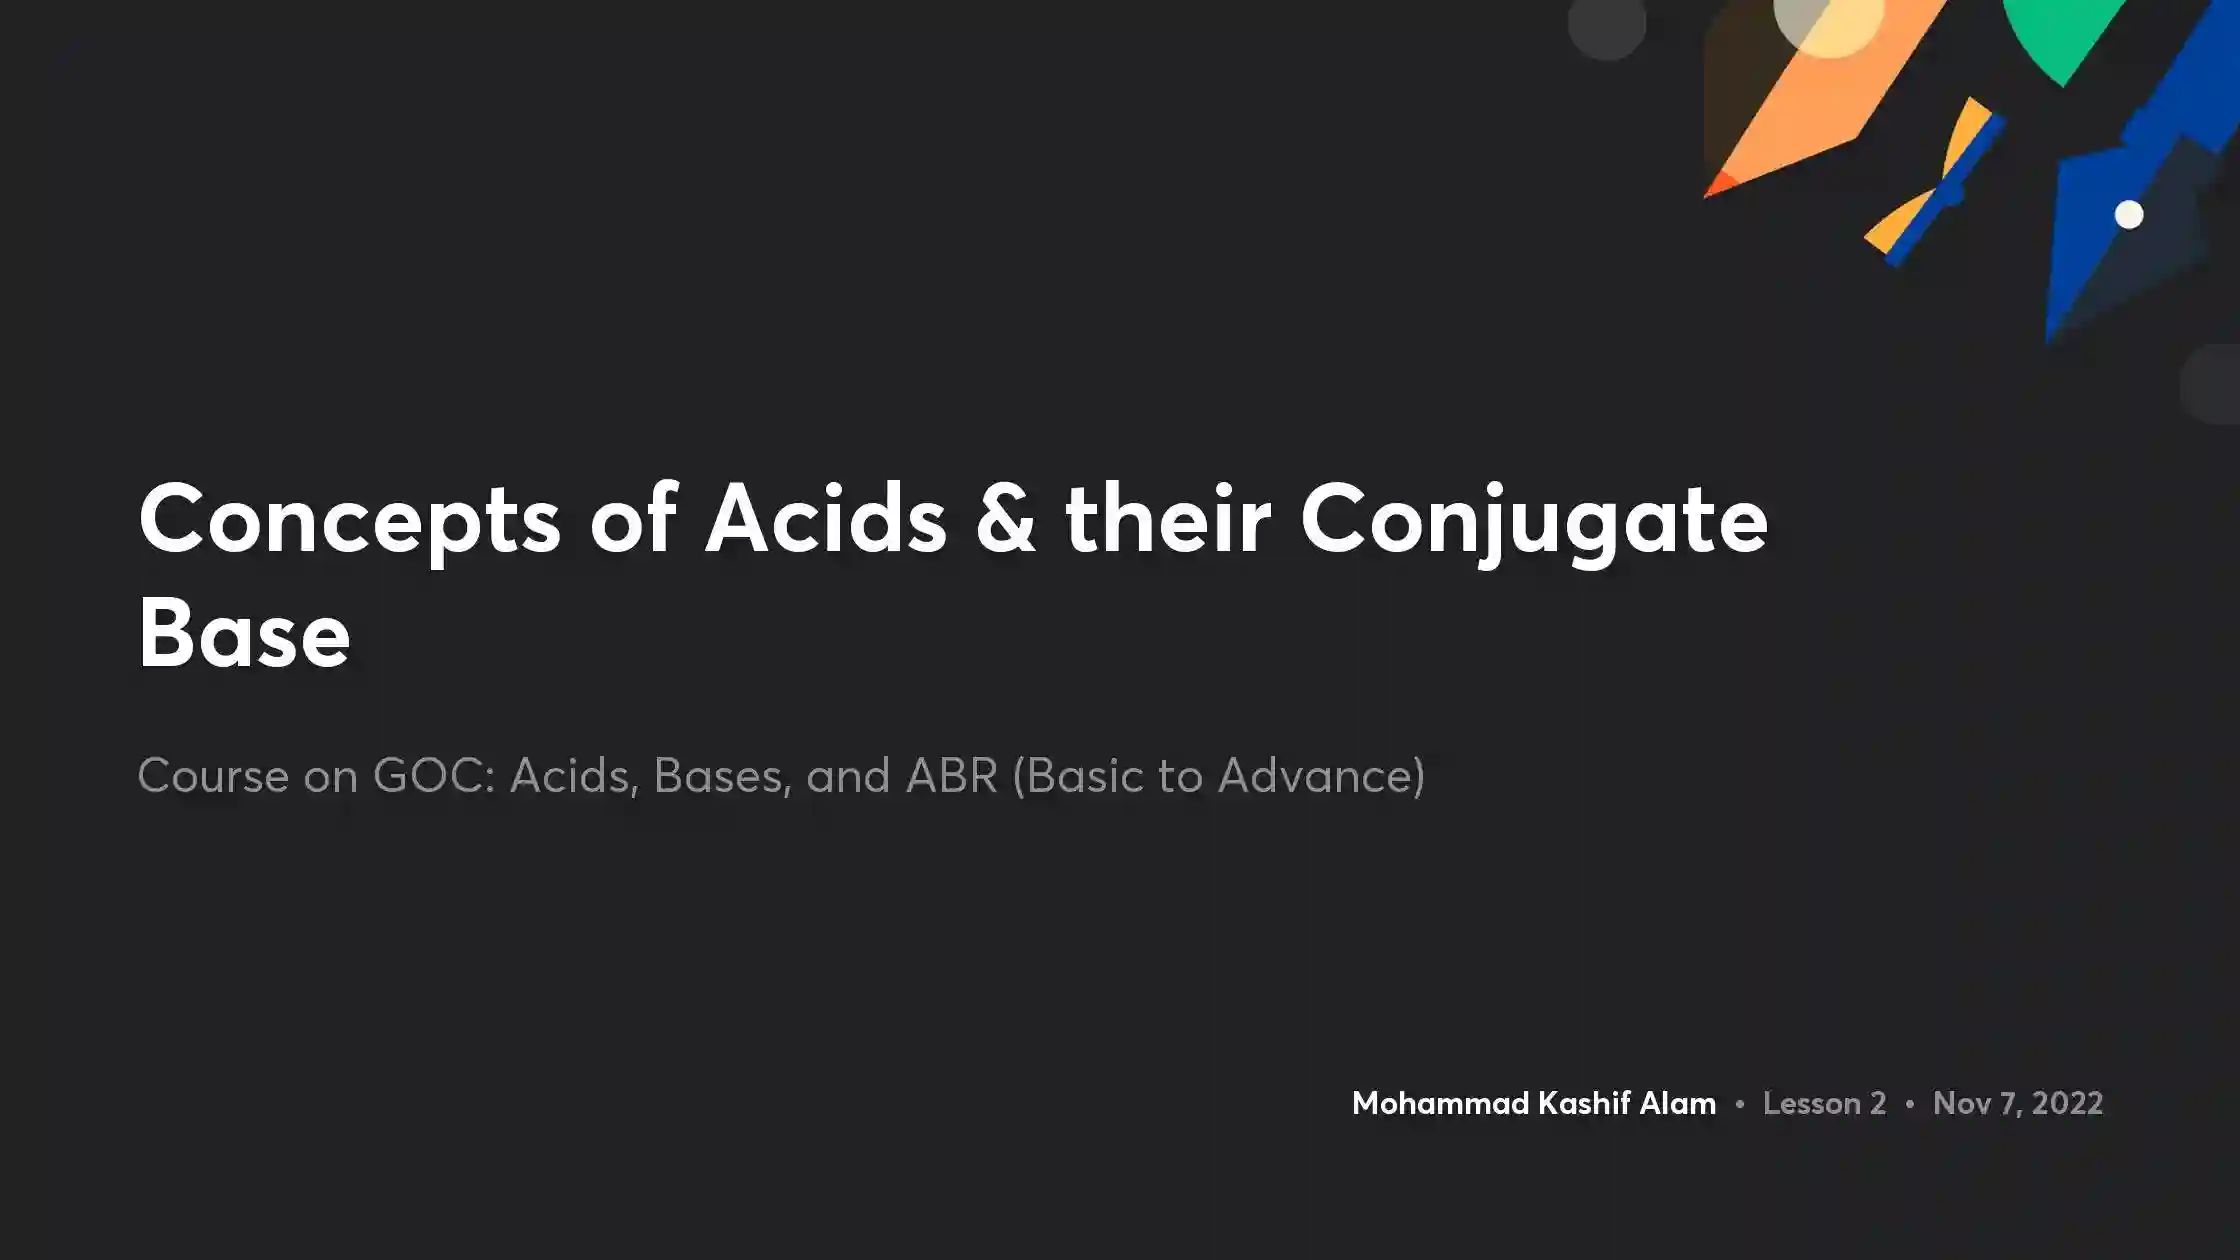 Concepts of Acids & their Conjugate
Base
Course on GOC: Acids, Bases, and ABR (Basic to Advance)
Mohammad Kashif Alam • Lesson 2 • Nov 7, 2022